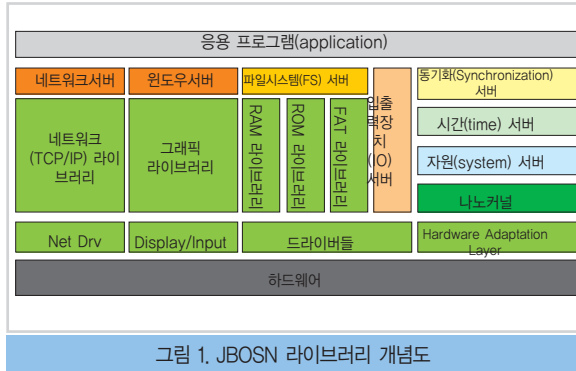 응용 프로그램(application)
네트워크서버
윈도우서버
파일시스템(FS) 서버
동기화(Synchronization)
서버
네트워크
(TCP/IP) 라이
브러리
그래픽
라이브러리
RAM 라이브러리
ROM 라이브러리
FAT 라이브러리
입출
력장
치
(IO)
서버
시간(time) 서버
자원(system) 서버
나노커널
Net Drv
Display/Input
드라이버들
Hardware Adaptation
Layer
하드웨어
그림 1. JBOSN 라이브러리 개념도